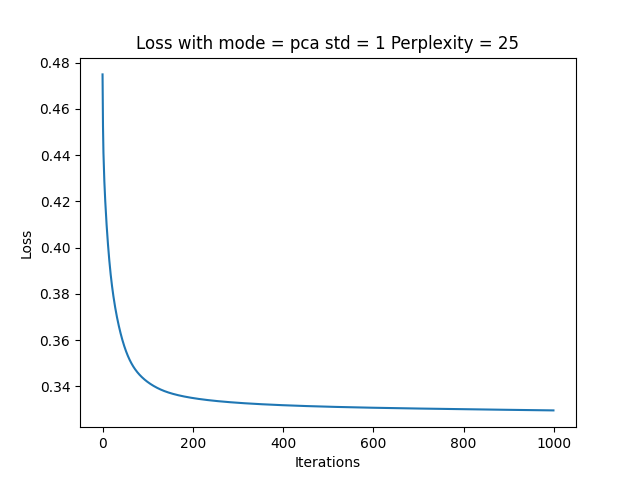 Loss with mode = pca std = 1 Perplexity = 25
0.48
0.46
0.44
0.42
0.40
0.38
0.36
0.34
Loss
0 200 400 600 800 1000
Iterations